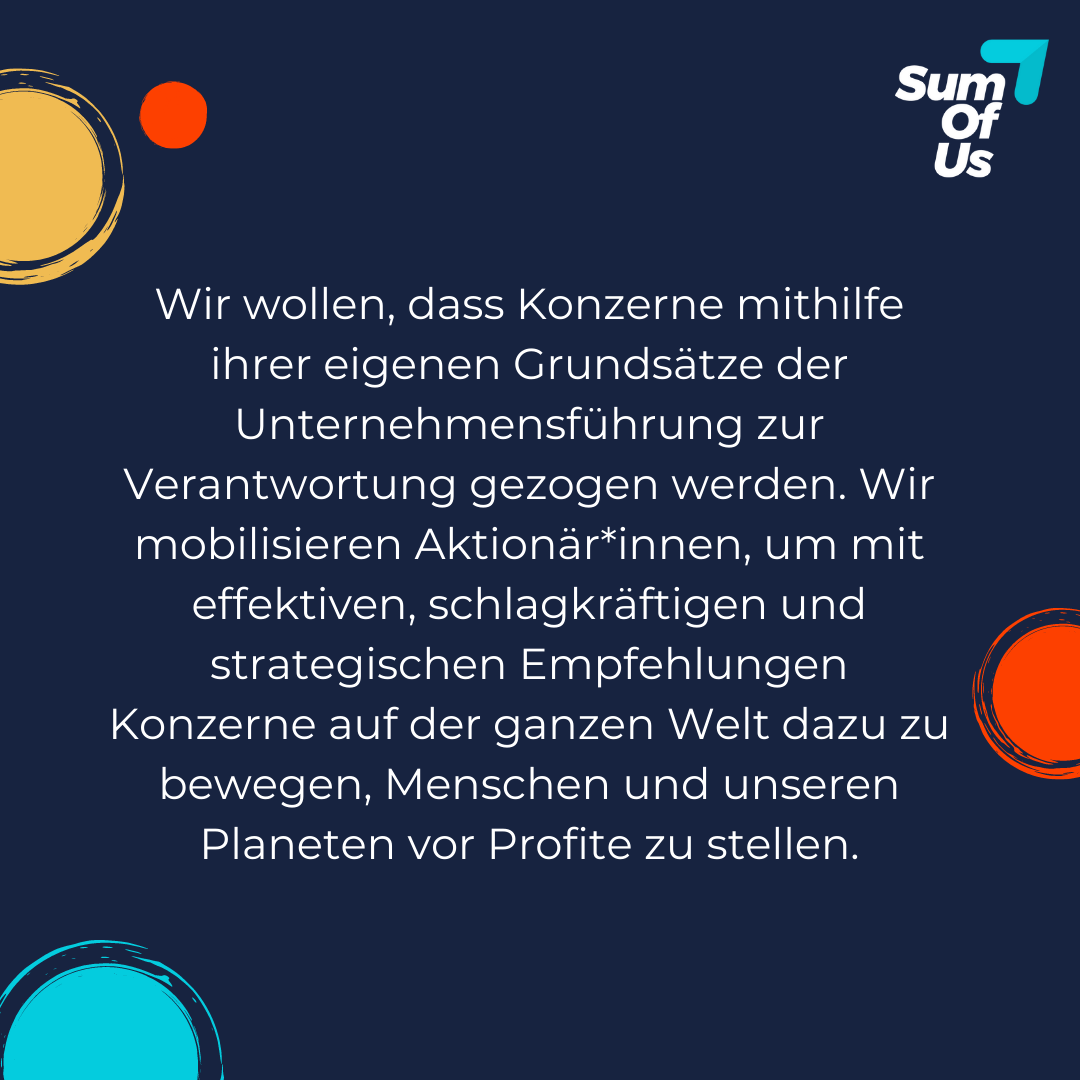 Sum
Of
Us
Wir wollen, dass Konzerne mithilfe
ihrer eigenen Grundsätze der
Unternehmensführung zur
Verantwortung gezogen werden. Wir
mobilisieren Aktionär*innen, um mit
effektiven, schlagkräftigen und
strategischen Empfehlungen
Konzerne auf der ganzen Welt dazu zu
bewegen, Menschen und unseren
Planeten vor Profite zu stellen.